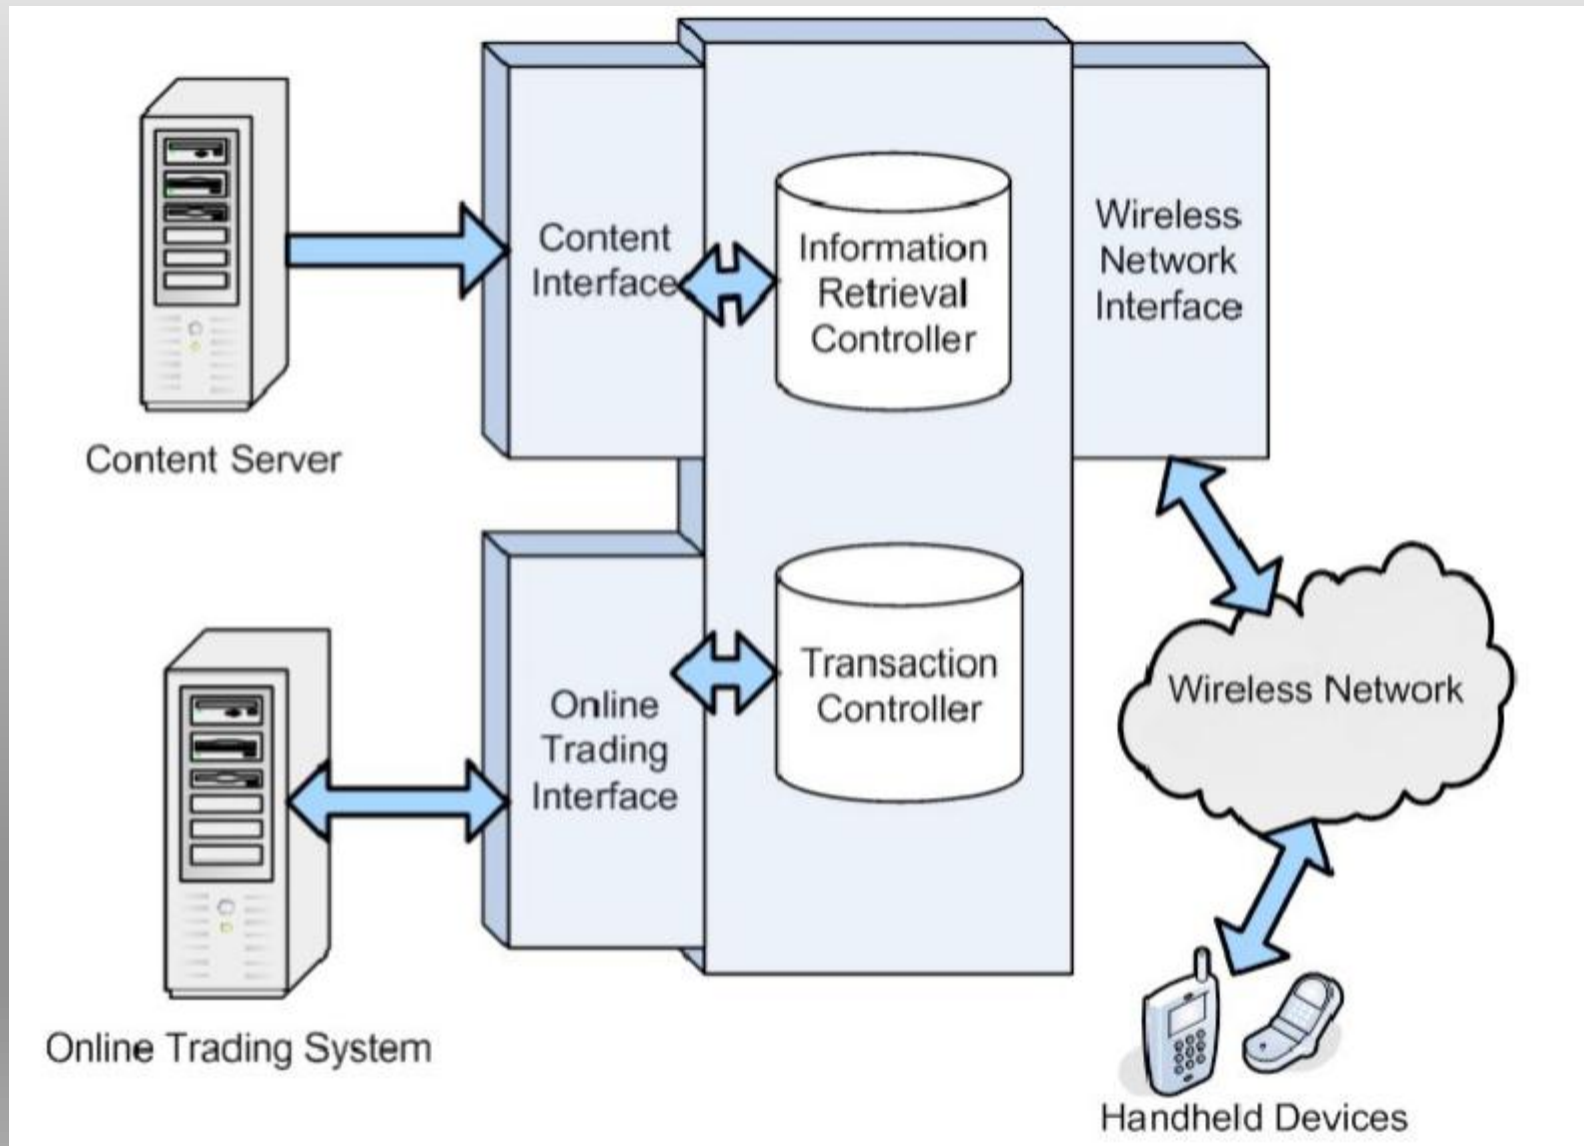 Content
Interface
Information
Retrieval
Controller
Wireless
Network
Interface
Content Server
Online
Trading
Interface
Transaction
Controller
Wireless Network
Online Trading System
Handheld Devices